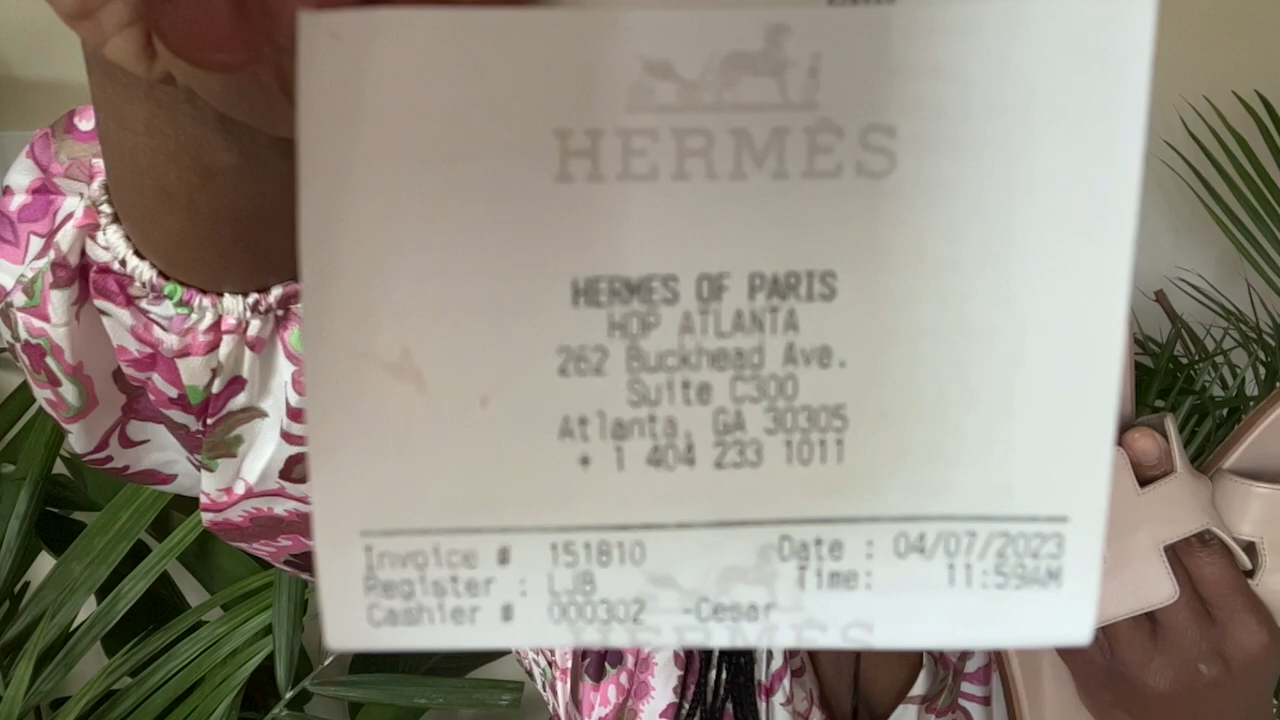 HERMÈS
HERMES OF PARIS
HOP ATLANTA
262 Buckhead Ave.
Suite C300
Atlanta, GA 30305
+ 1 404 233 1011
Invoice # 151810 Date : 04/07/2023
Register : LJB Time: 11:59AM
Cashier # 000302 -Cesar
HERMÈS